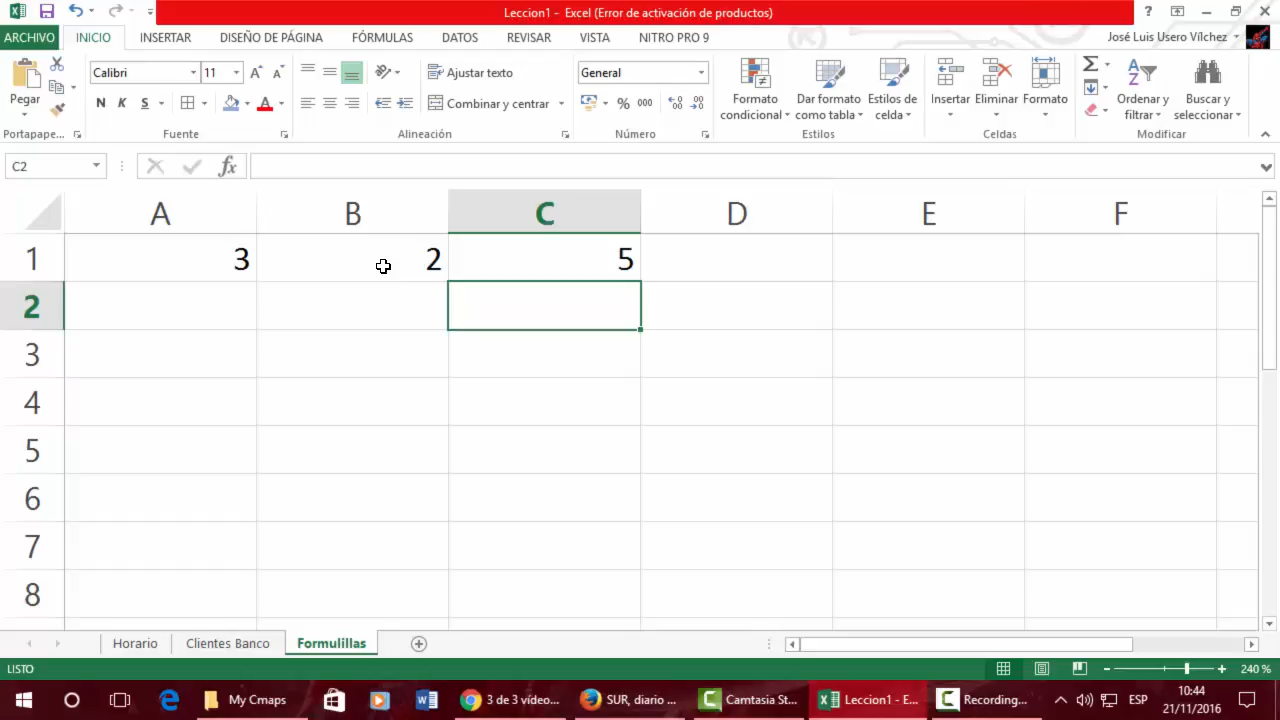 Leccion1 - Excel (Error de activación de productos)
ARCHIVO INICIO INSERTAR DISEÑO DE PÁGINA FÓRMULAS DATOS REVISAR VISTA NITRO PRO 9 José Luis Usero Vílchez
Pegar
Calibri 11
Ajustar texto
General
N K S
Combinar y centrar
% 000
Formato condicional
Dar formato como tabla
Estilos de celda
Insertar Eliminar Formato
Ordenar y filtrar
Buscar y seleccionar
Portapape... Fuente Alineación Número Estilos Celdas Modificar
C2 fx
A B C D E F
1 3 2 5
2
3
4
5
6
7
8
Horario Clientes Banco Formulillas
LISTO 240 %
My Cmaps 3 de 3 vídeo... SUR, diario ... Camtasia St... Leccion1 - E... Recording... ESP 10:44
21/11/2016